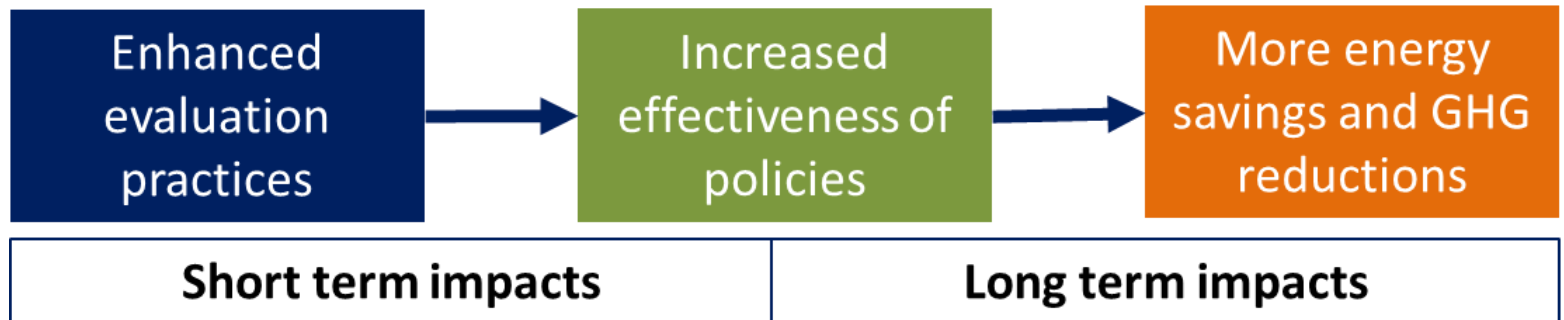 Enhanced
evaluation
practices
Increased
effectiveness of
policies
More energy
savings and GHG
reductions
Short term impacts
Long term impacts